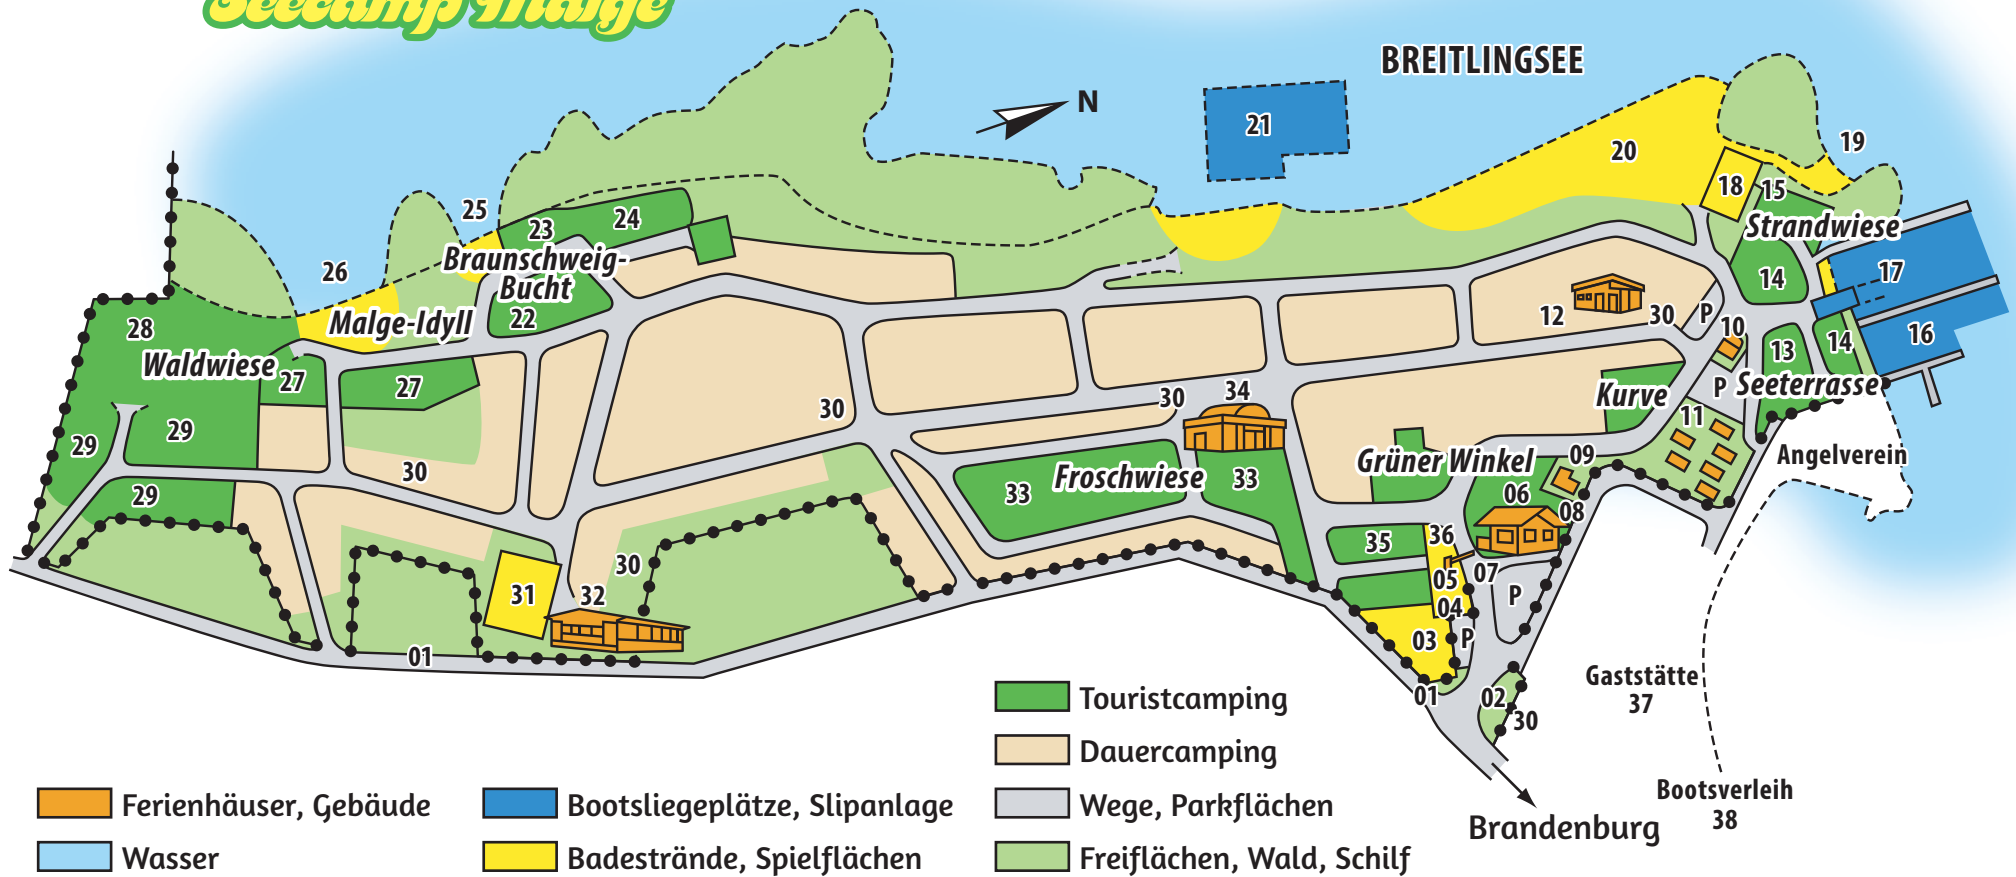 Seecamp Malge
BREITLINGSEE
N
21
20
19
18
15
Strandwiese
17
14
16
14
13
10
P
12
30
P
Seeterrasse
11
Kurve
Angelverein
25
23
24
Braunschweig-
Bucht
22
26
Malge-Idyll
28
Waldwiese
27
27
29
29
29
30
30
30
34
33
Froschwiese
33
Grüner Winkel
09
06
08
35
36
05
07
04
P
03
P
01
02
30
30
31
32
01
Gaststätte
37
Bootsverleih
38
Brandenburg
Touristcamping
Dauercamping
Ferienhäuser, Gebäude
Bootsliegeplätze, Slipanlage
Wege, Parkflächen
Wasser
Badestrände, Spielflächen
Freiflächen, Wald, Schilf